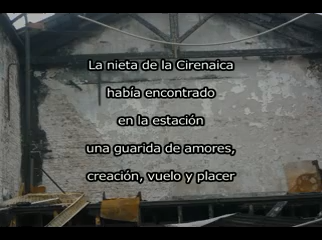 La nieta de la Cirenaica
había encontrado
en la estación
una guarida de amores,
creación, vuelo y placer